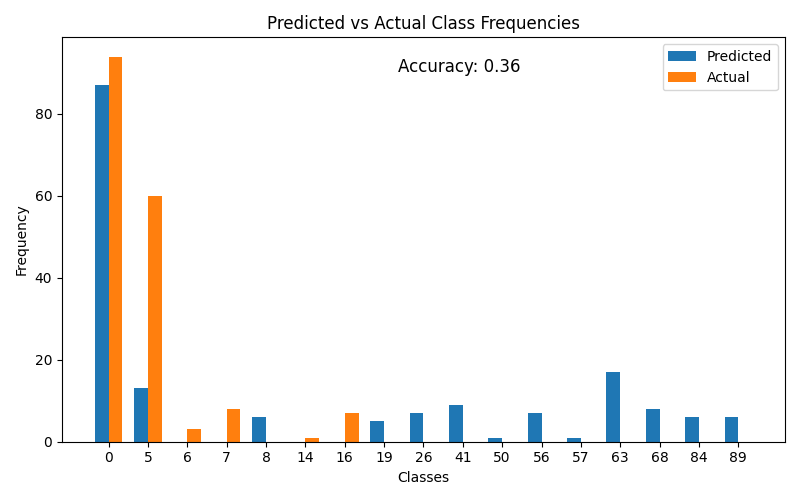 Predicted vs Actual Class Frequencies
Accuracy: 0.36
Predicted
Actual
80
60
40
20
0
Frequency
0 5 6 7 8 14 16 19 26 41 50 56 57 63 68 84 89
Classes